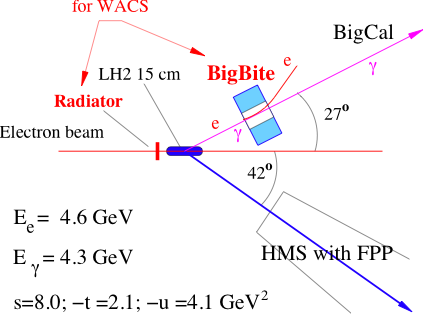 for WACS
BigCal
e
γ
LH2 15 cm
BigBite
Radiator
e
γ
27°
Electron beam
42°
E_e = 4.6 GeV
E_γ = 4.3 GeV
HMS with FPP
s=8.0; −t =2.1; −u =4.1 GeV²